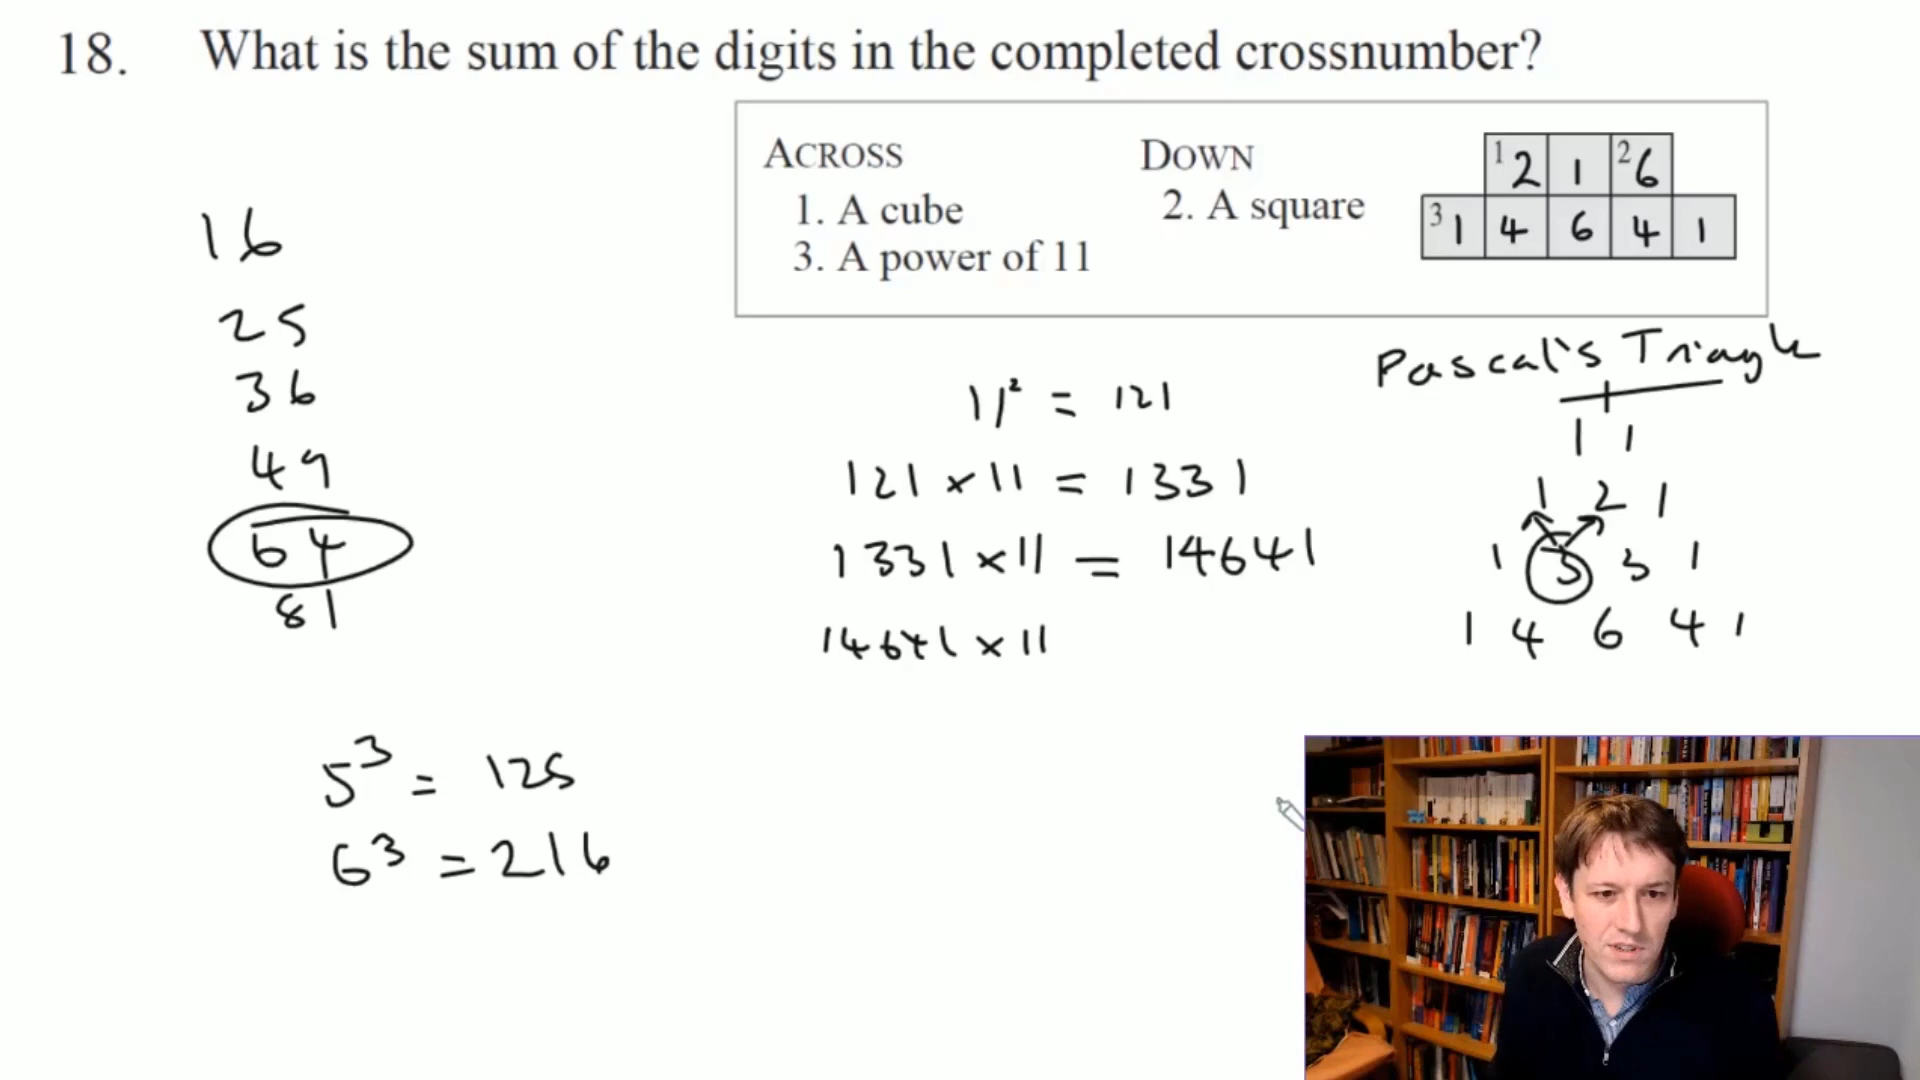 18. What is the sum of the digits in the completed crossnumber?
ACROSS
1. A cube
3. A power of 11
DOWN
2. A square
1 2 1 2 6
3 1 4 6 4 1
16
25
36
49
64
81
5³ = 125
6³ = 216
11² = 121
121 × 11 = 1331
1331 × 11 = 14641
14641 × 11
Pascal's Triagle
1
1 1
1 2 1
1 3 3 1
1 4 6 4 1